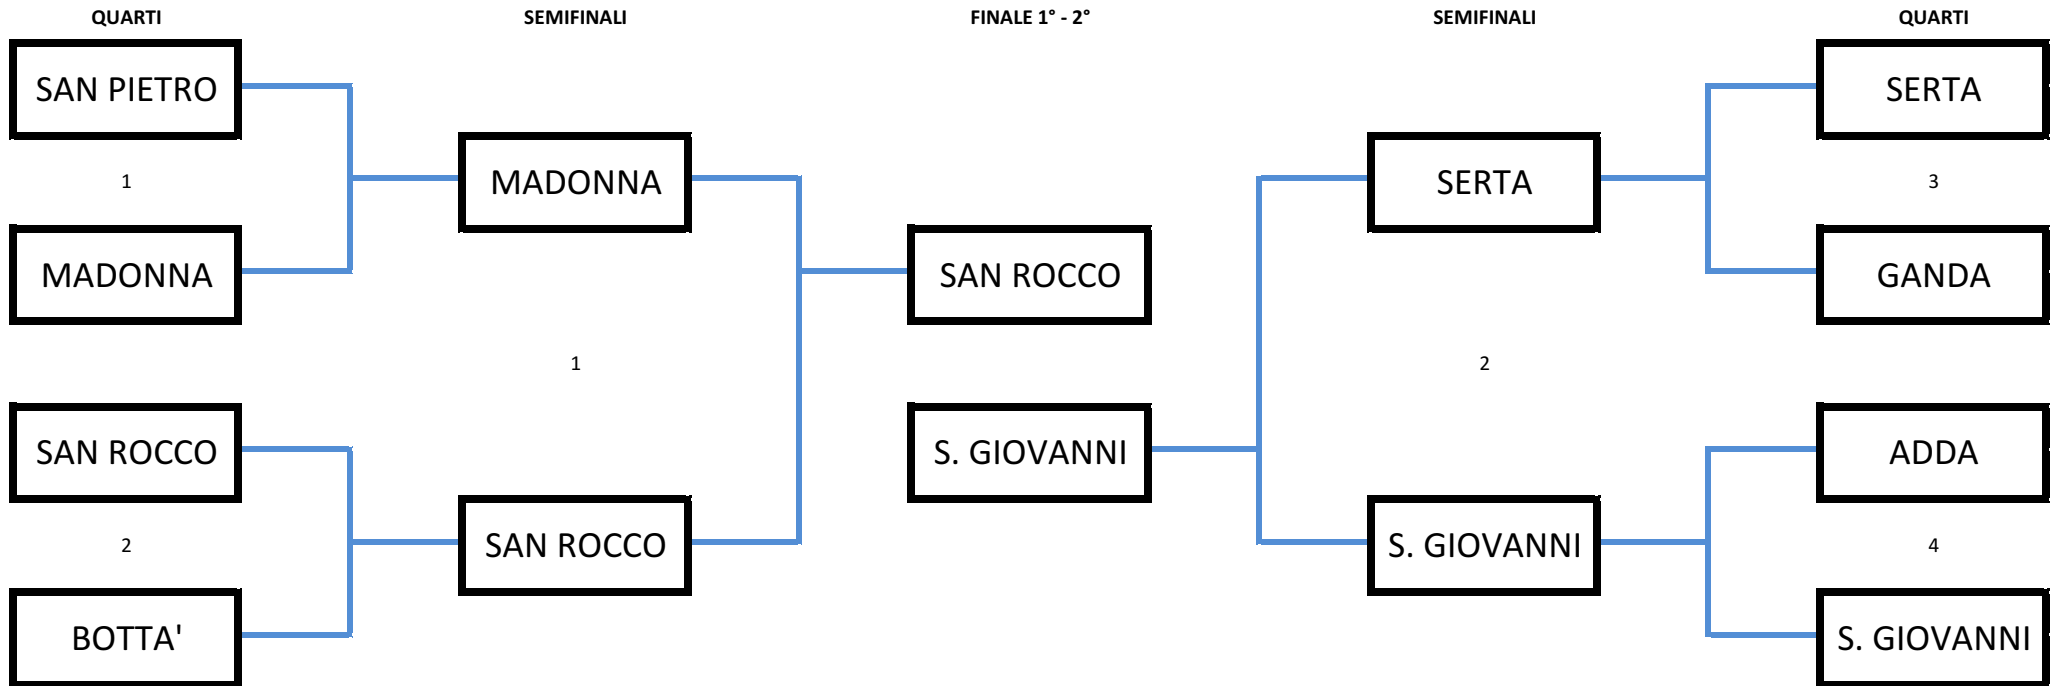 QUARTI SEMIFINALI FINALE 1° - 2° SEMIFINALI QUARTI
SAN PIETRO SERTA
1 MADONNA SERTA 3
MADONNA SAN ROCCO GANDA
1 2
SAN ROCCO S. GIOVANNI ADDA
2 SAN ROCCO S. GIOVANNI 4
BOTTA' S. GIOVANNI